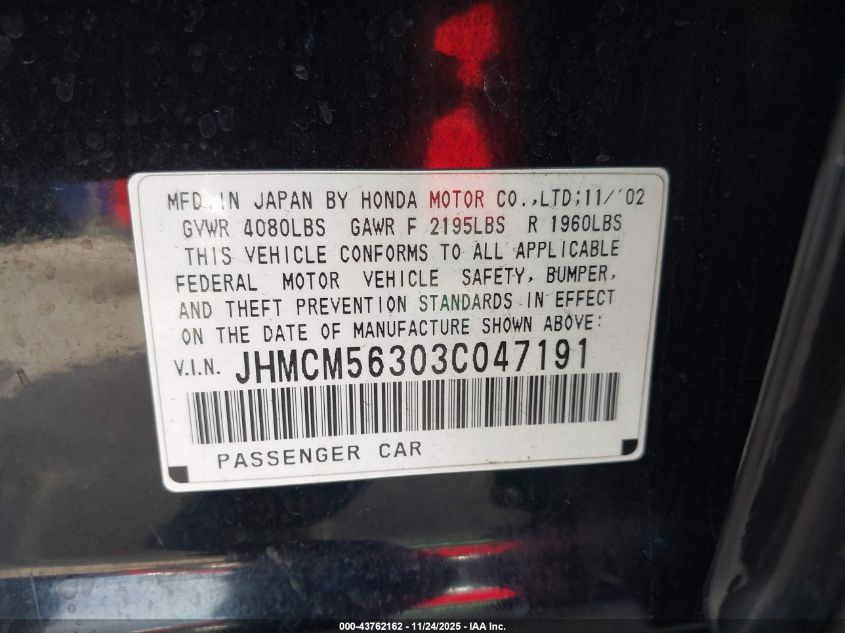 MFD. IN JAPAN BY HONDA MOTOR CO.,LTD;11/'02
GVWR 4080LBS GAWR F 2195LBS R 1960LBS
THIS VEHICLE CONFORMS TO ALL APPLICABLE
FEDERAL MOTOR VEHICLE SAFETY, BUMPER,
AND THEFT PREVENTION STANDARDS IN EFFECT
ON THE DATE OF MANUFACTURE SHOWN ABOVE:
V.I.N. JHMCM56303C047191
PASSENGER CAR
000-43762162 - 11/24/2025 - IAA Inc.